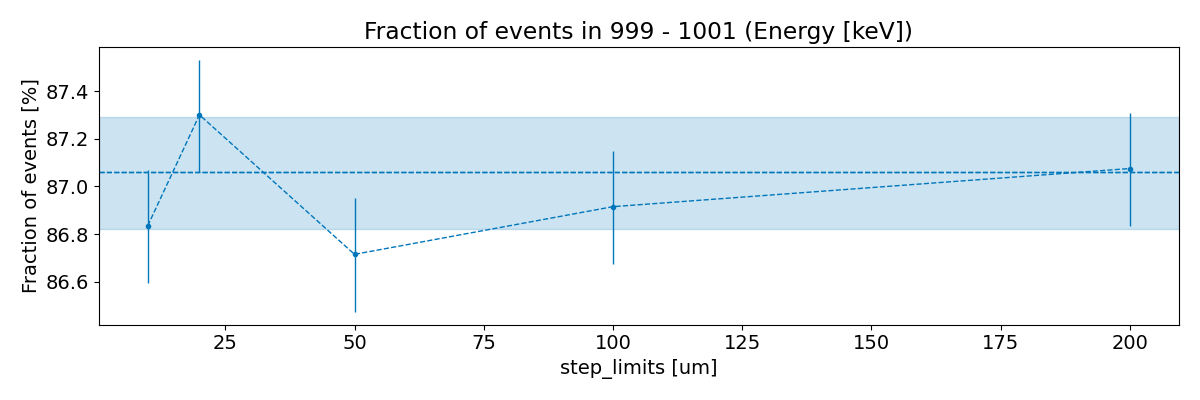 Fraction of events in 999 - 1001 (Energy [keV])
Fraction of events [%]
87.4
87.2
87.0
86.8
86.6
25 50 75 100 125 150 175 200
step_limits [um]